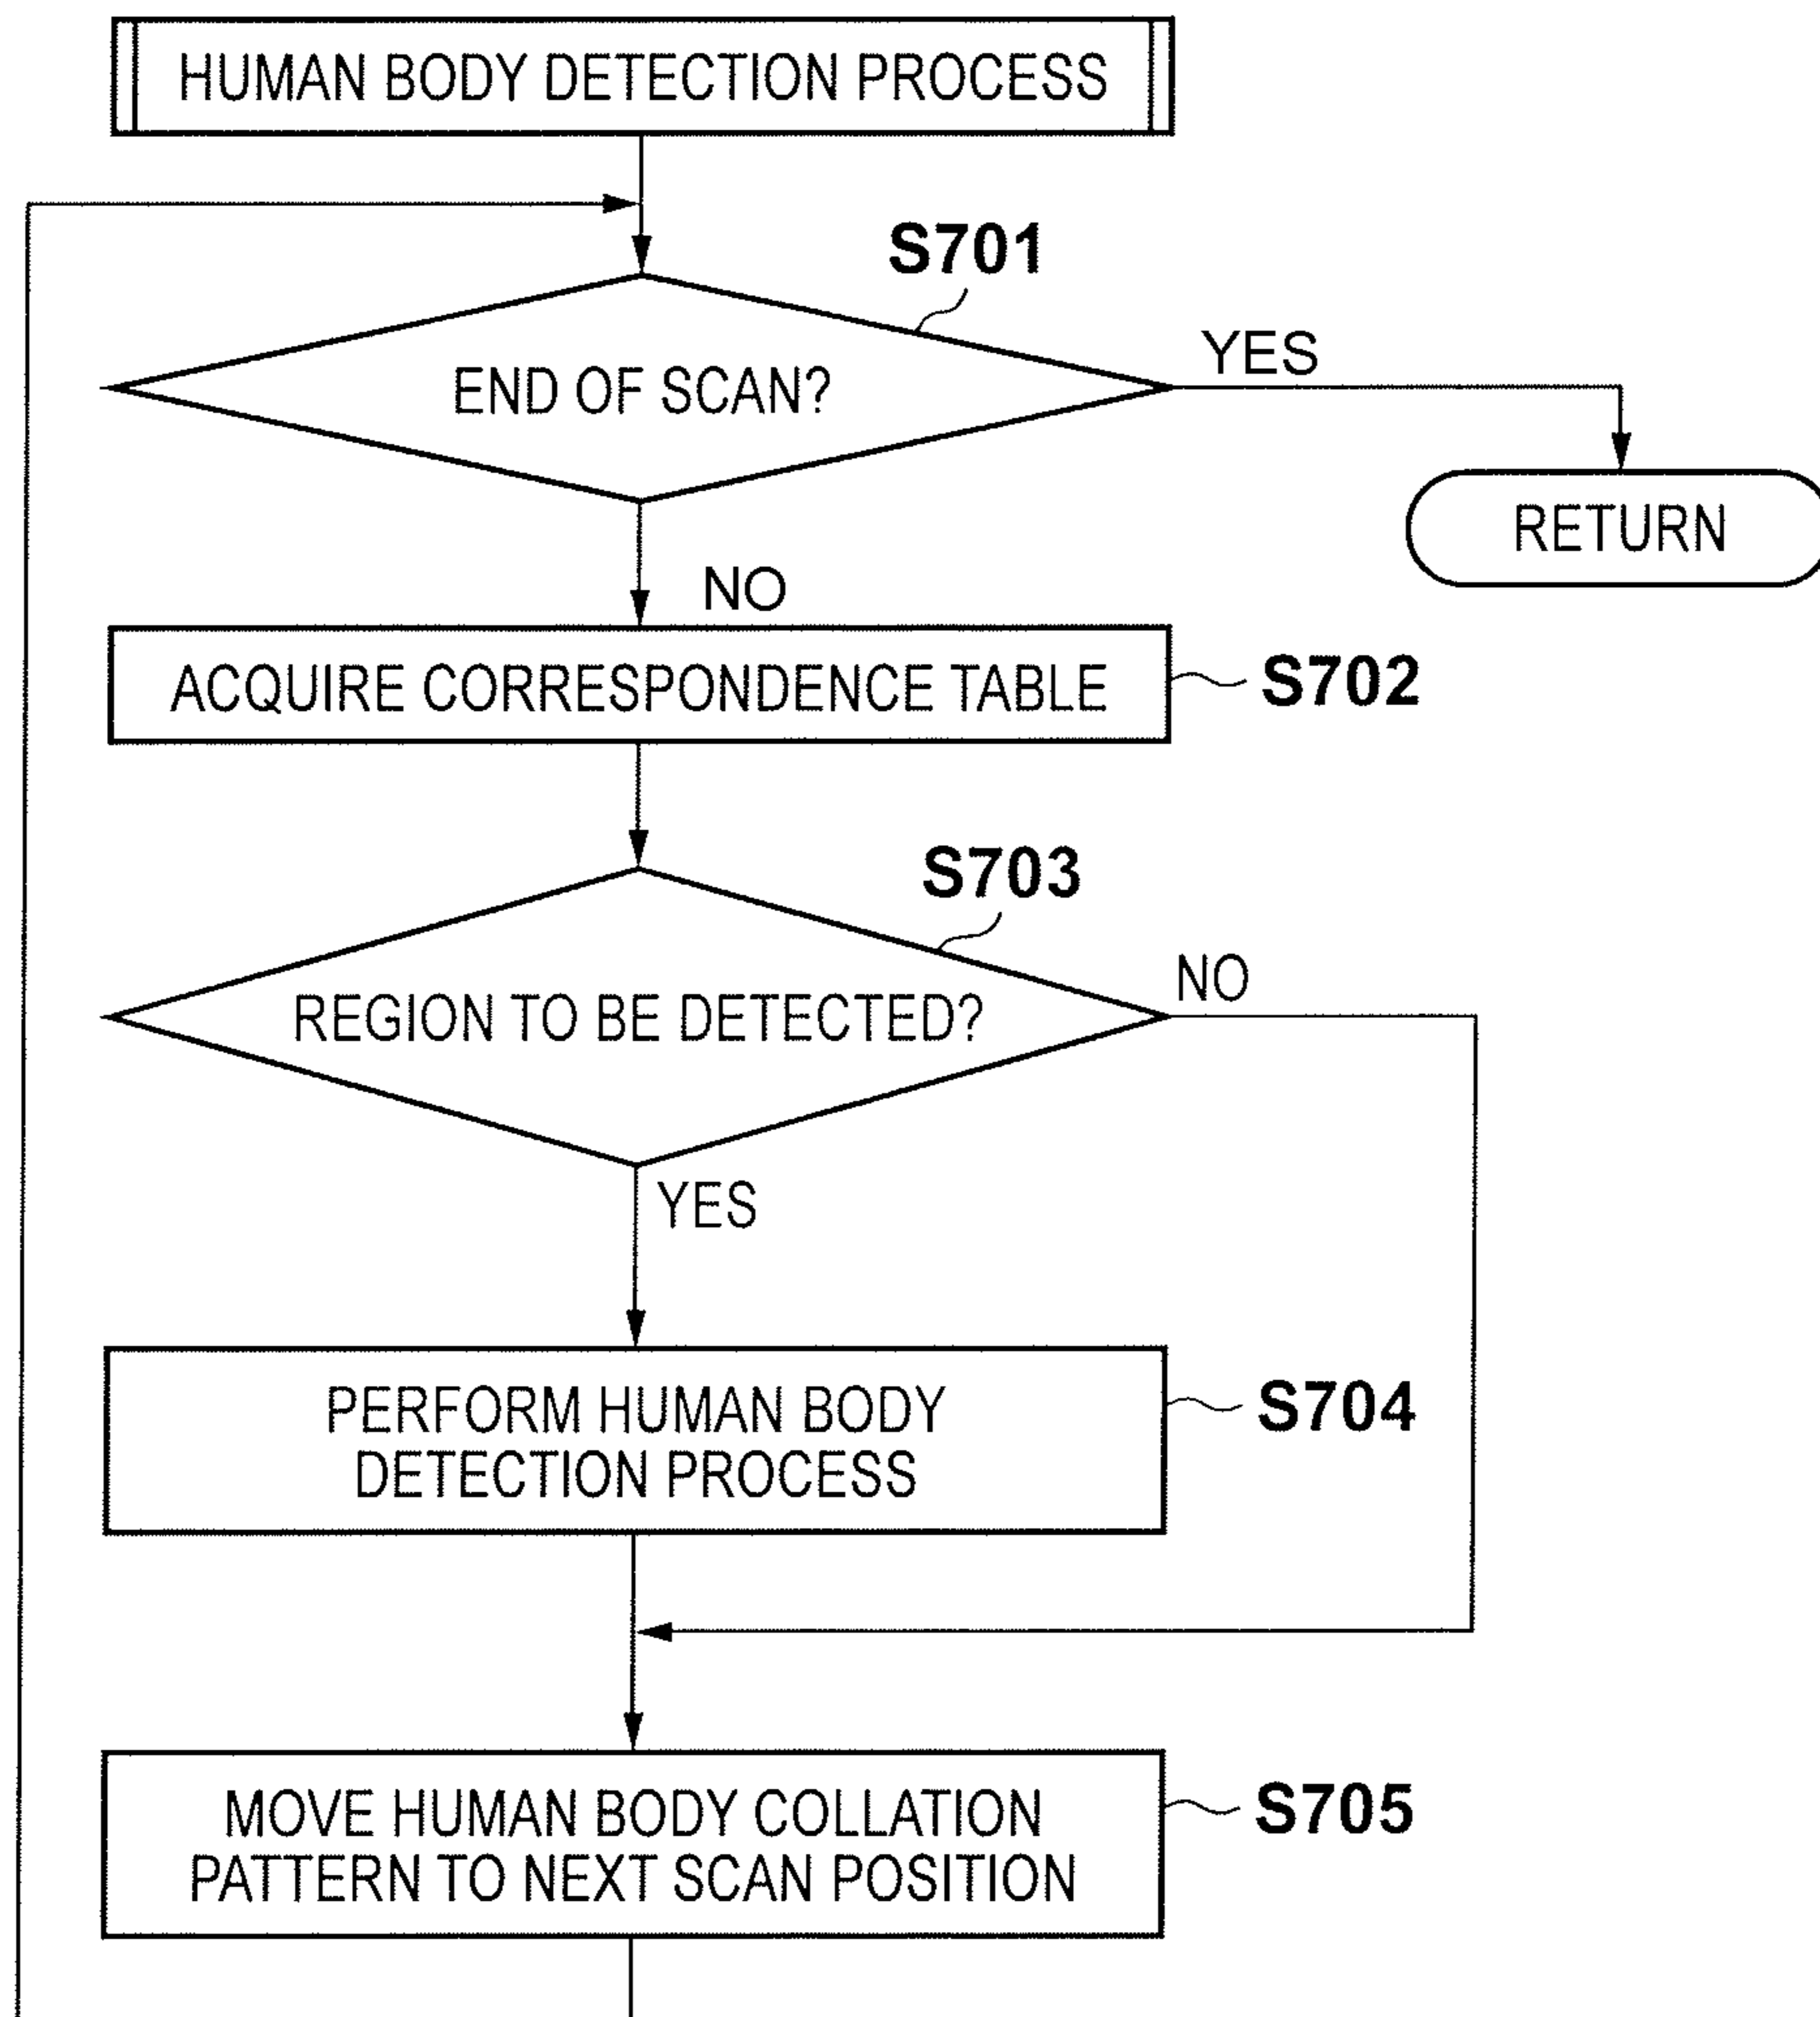 HUMAN BODY DETECTION PROCESS
S701
END OF SCAN?
YES
RETURN
NO
ACQUIRE CORRESPONDENCE TABLE
S702
S703
REGION TO BE DETECTED?
NO
YES
PERFORM HUMAN BODY
DETECTION PROCESS
S704
MOVE HUMAN BODY COLLATION
PATTERN TO NEXT SCAN POSITION
S705